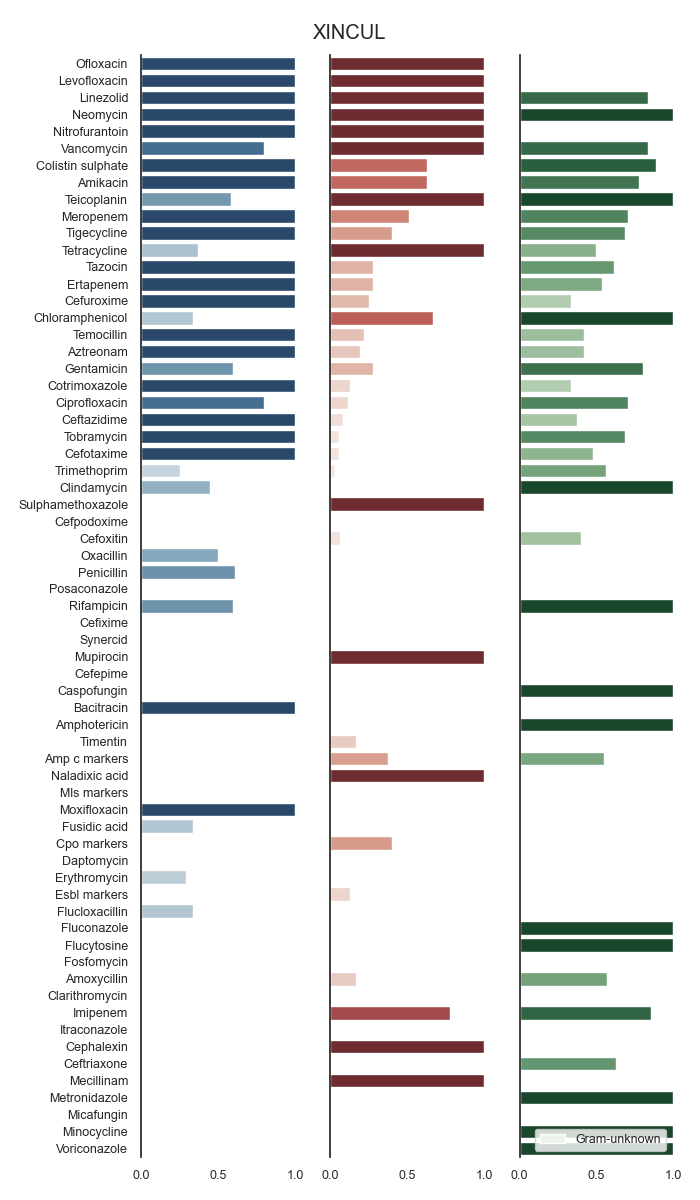 XINCUL
Ofloxacin
Levofloxacin
Linezolid
Neomycin
Nitrofurantoin
Vancomycin
Colistin sulphate
Amikacin
Teicoplanin
Meropenem
Tigecycline
Tetracycline
Tazocin
Ertapenem
Cefuroxime
Chloramphenicol
Temocillin
Aztreonam
Gentamicin
Cotrimoxazole
Ciprofloxacin
Ceftazidime
Tobramycin
Cefotaxime
Trimethoprim
Clindamycin
Sulphamethoxazole
Cefpodoxime
Cefoxitin
Oxacillin
Penicillin
Posaconazole
Rifampicin
Cefixime
Synercid
Mupirocin
Cefepime
Caspofungin
Bacitracin
Amphotericin
Timentin
Amp c markers
Naladixic acid
Mls markers
Moxifloxacin
Fusidic acid
Cpo markers
Daptomycin
Erythromycin
Esbl markers
Flucloxacillin
Fluconazole
Flucytosine
Fosfomycin
Amoxycillin
Clarithromycin
Imipenem
Itraconazole
Cephalexin
Ceftriaxone
Mecillinam
Metronidazole
Micafungin
Minocycline
Gram-unknown
Voriconazole
0.0 0.5 1.0 0.0 0.5 1.0 0.0 0.5 1.0